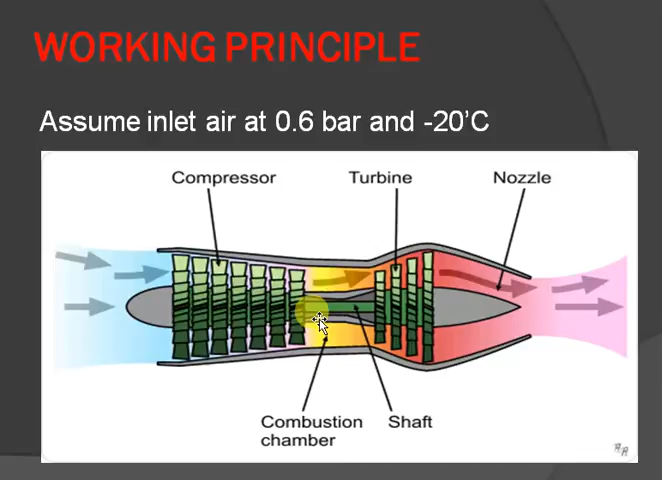 WORKING PRINCIPLE
Assume inlet air at 0.6 bar and -20’C
Compressor Turbine Nozzle
Combustion chamber
Shaft